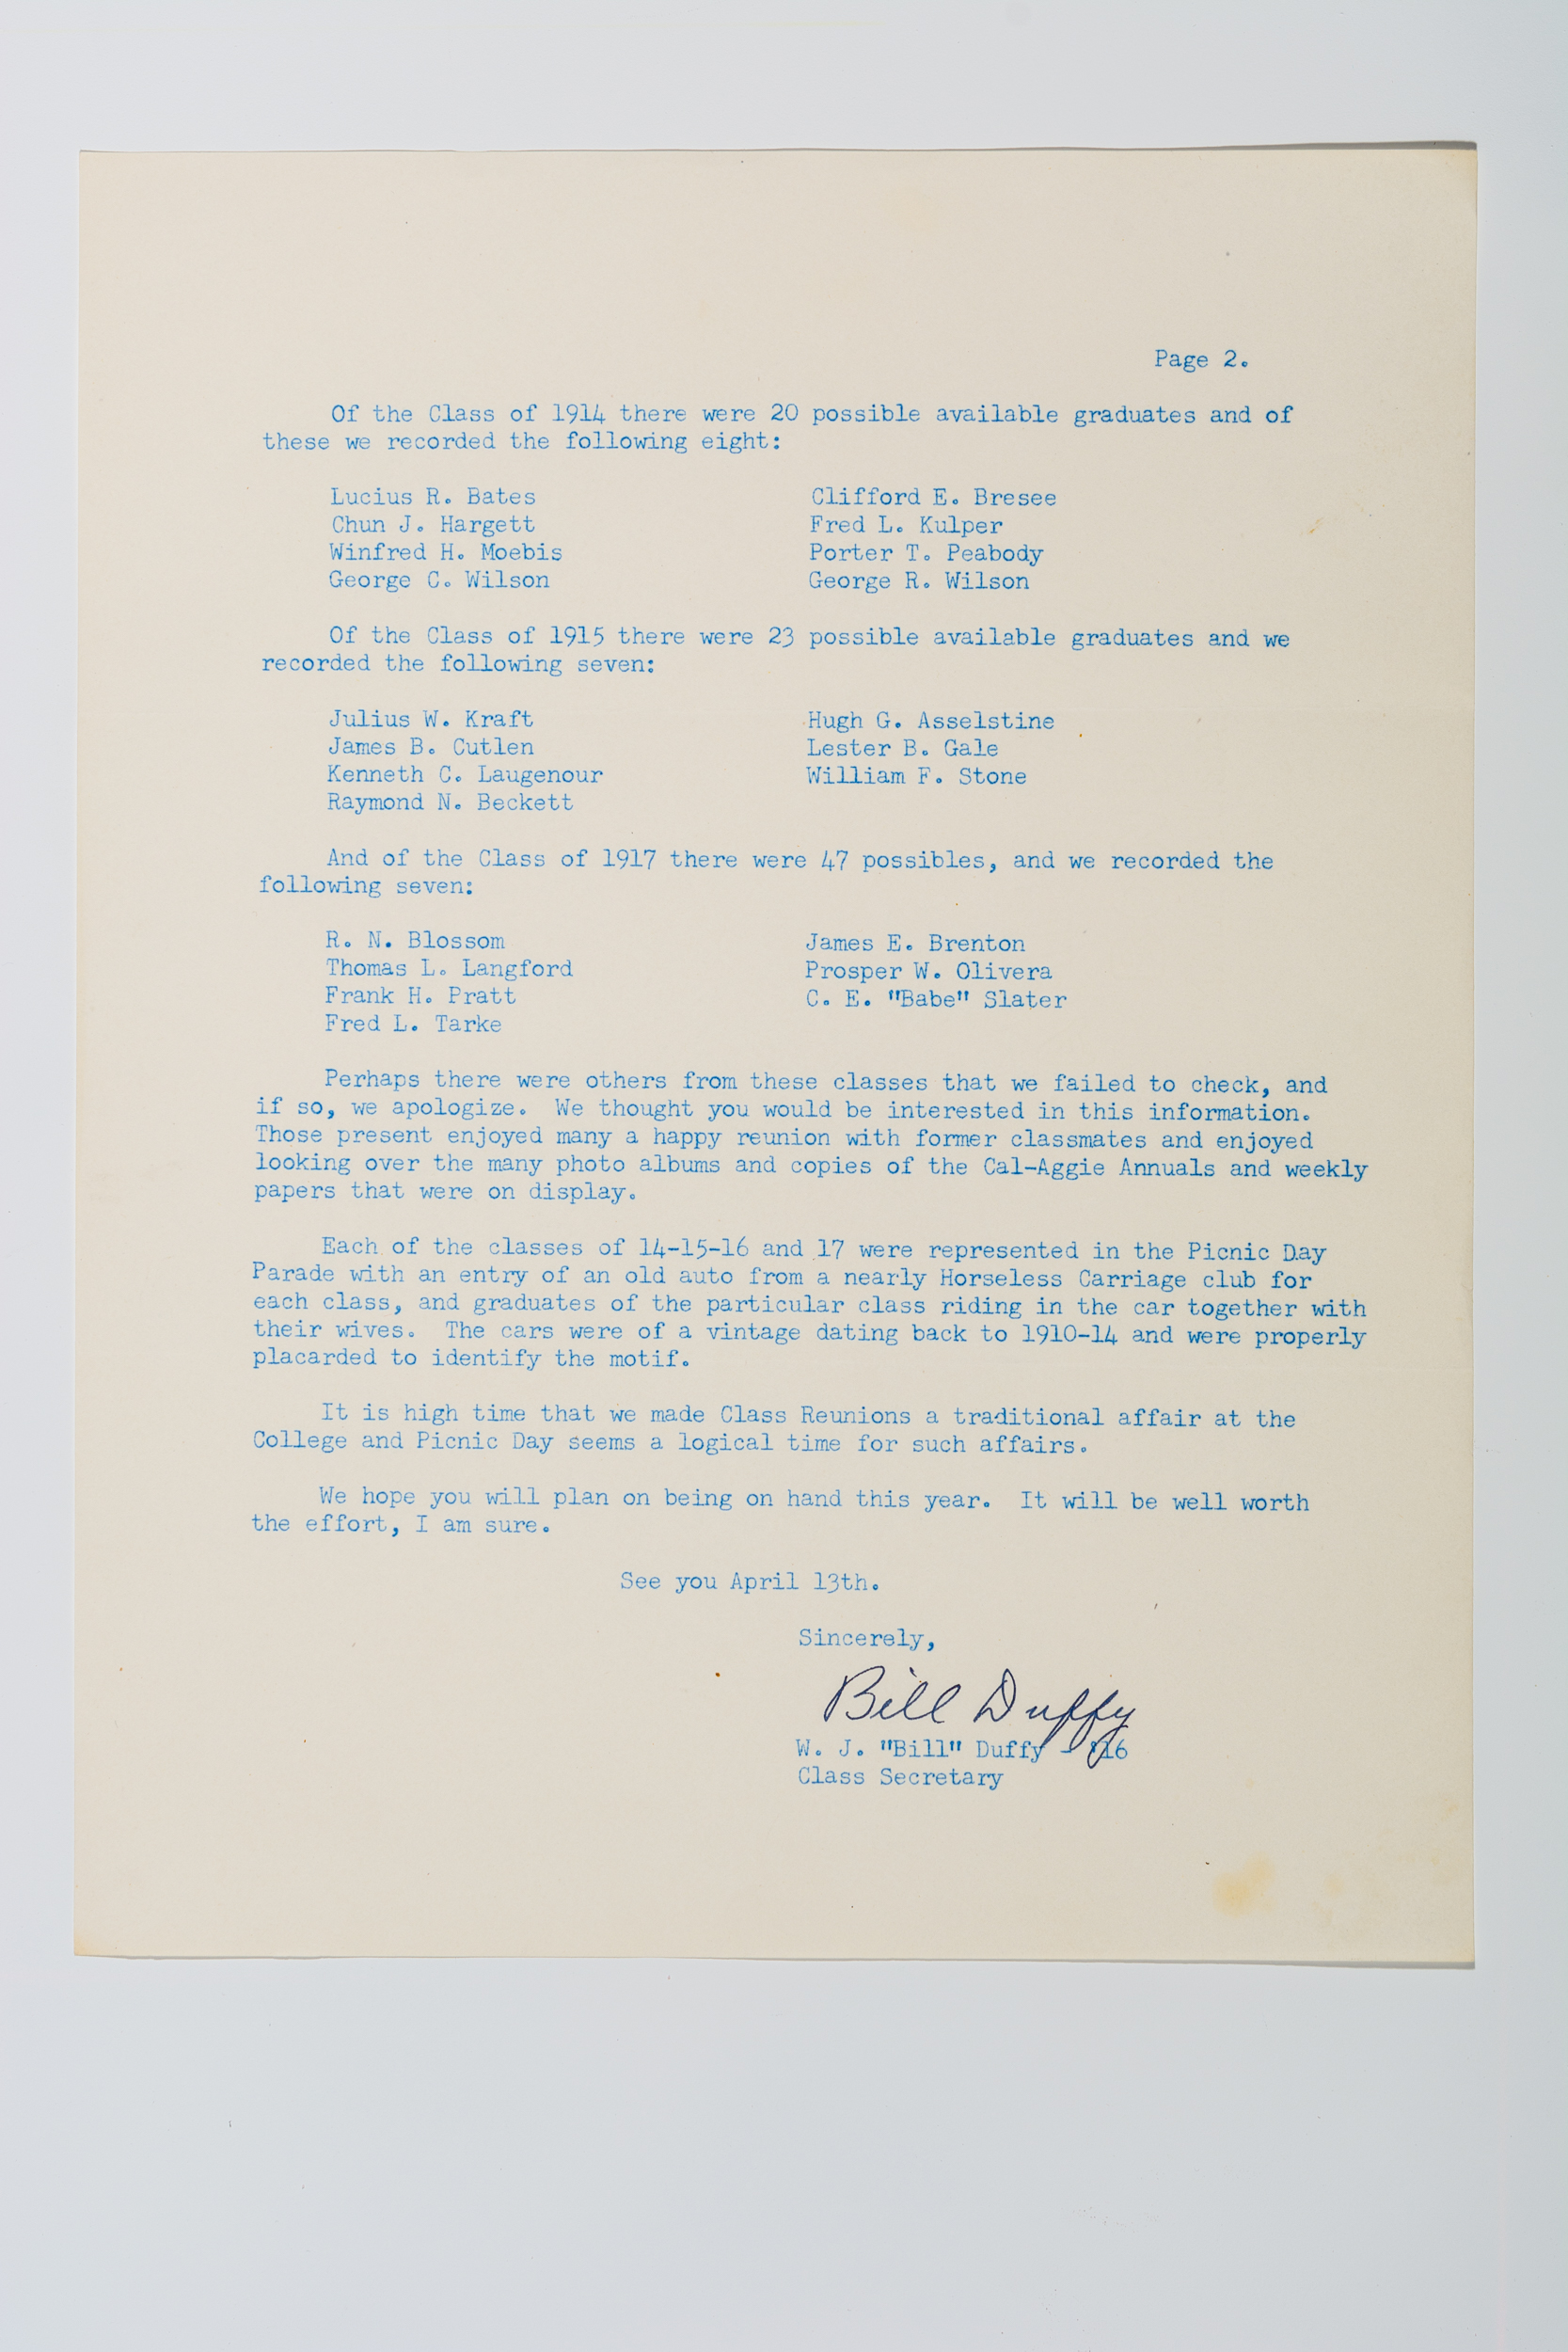 Page 2.
Of the Class of 1914 there were 20 possible available graduates and of
these we recorded the following eight:
Lucius R. Bates Clifford E. Bresee
Chun J. Hargett Fred L. Kulper
Winfred H. Moebis Porter T. Peabody
George C. Wilson George R. Wilson
Of the Class of 1915 there were 23 possible available graduates and we
recorded the following seven:
Julius W. Kraft Hugh G. Asselstine
James B. Cutlen Lester B. Gale
Kenneth C. Laugenour William F. Stone
Raymond N. Beckett
And of the Class of 1917 there were 47 possibles, and we recorded the
following seven:
R. N. Blossom James E. Brenton
Thomas L. Langford Prosper W. Olivera
Frank H. Pratt C. E. "Babe" Slater
Fred L. Tarke
Perhaps there were others from these classes that we failed to check, and
if so, we apologize. We thought you would be interested in this information.
Those present enjoyed many a happy reunion with former classmates and enjoyed
looking over the many photo albums and copies of the Cal-Aggie Annuals and weekly
papers that were on display.
Each of the classes of 14-15-16 and 17 were represented in the Picnic Day
Parade with an entry of an old auto from a nearly Horseless Carriage club for
each class, and graduates of the particular class riding in the car together with
their wives. The cars were of a vintage dating back to 1910-14 and were properly
placarded to identify the motif.
It is high time that we made Class Reunions a traditional affair at the
College and Picnic Day seems a logical time for such affairs.
We hope you will plan on being on hand this year. It will be well worth
the effort, I am sure.
See you April 13th.
Sincerely,
Bill Duffy
W. J. "Bill" Duffy - '16
Class Secretary